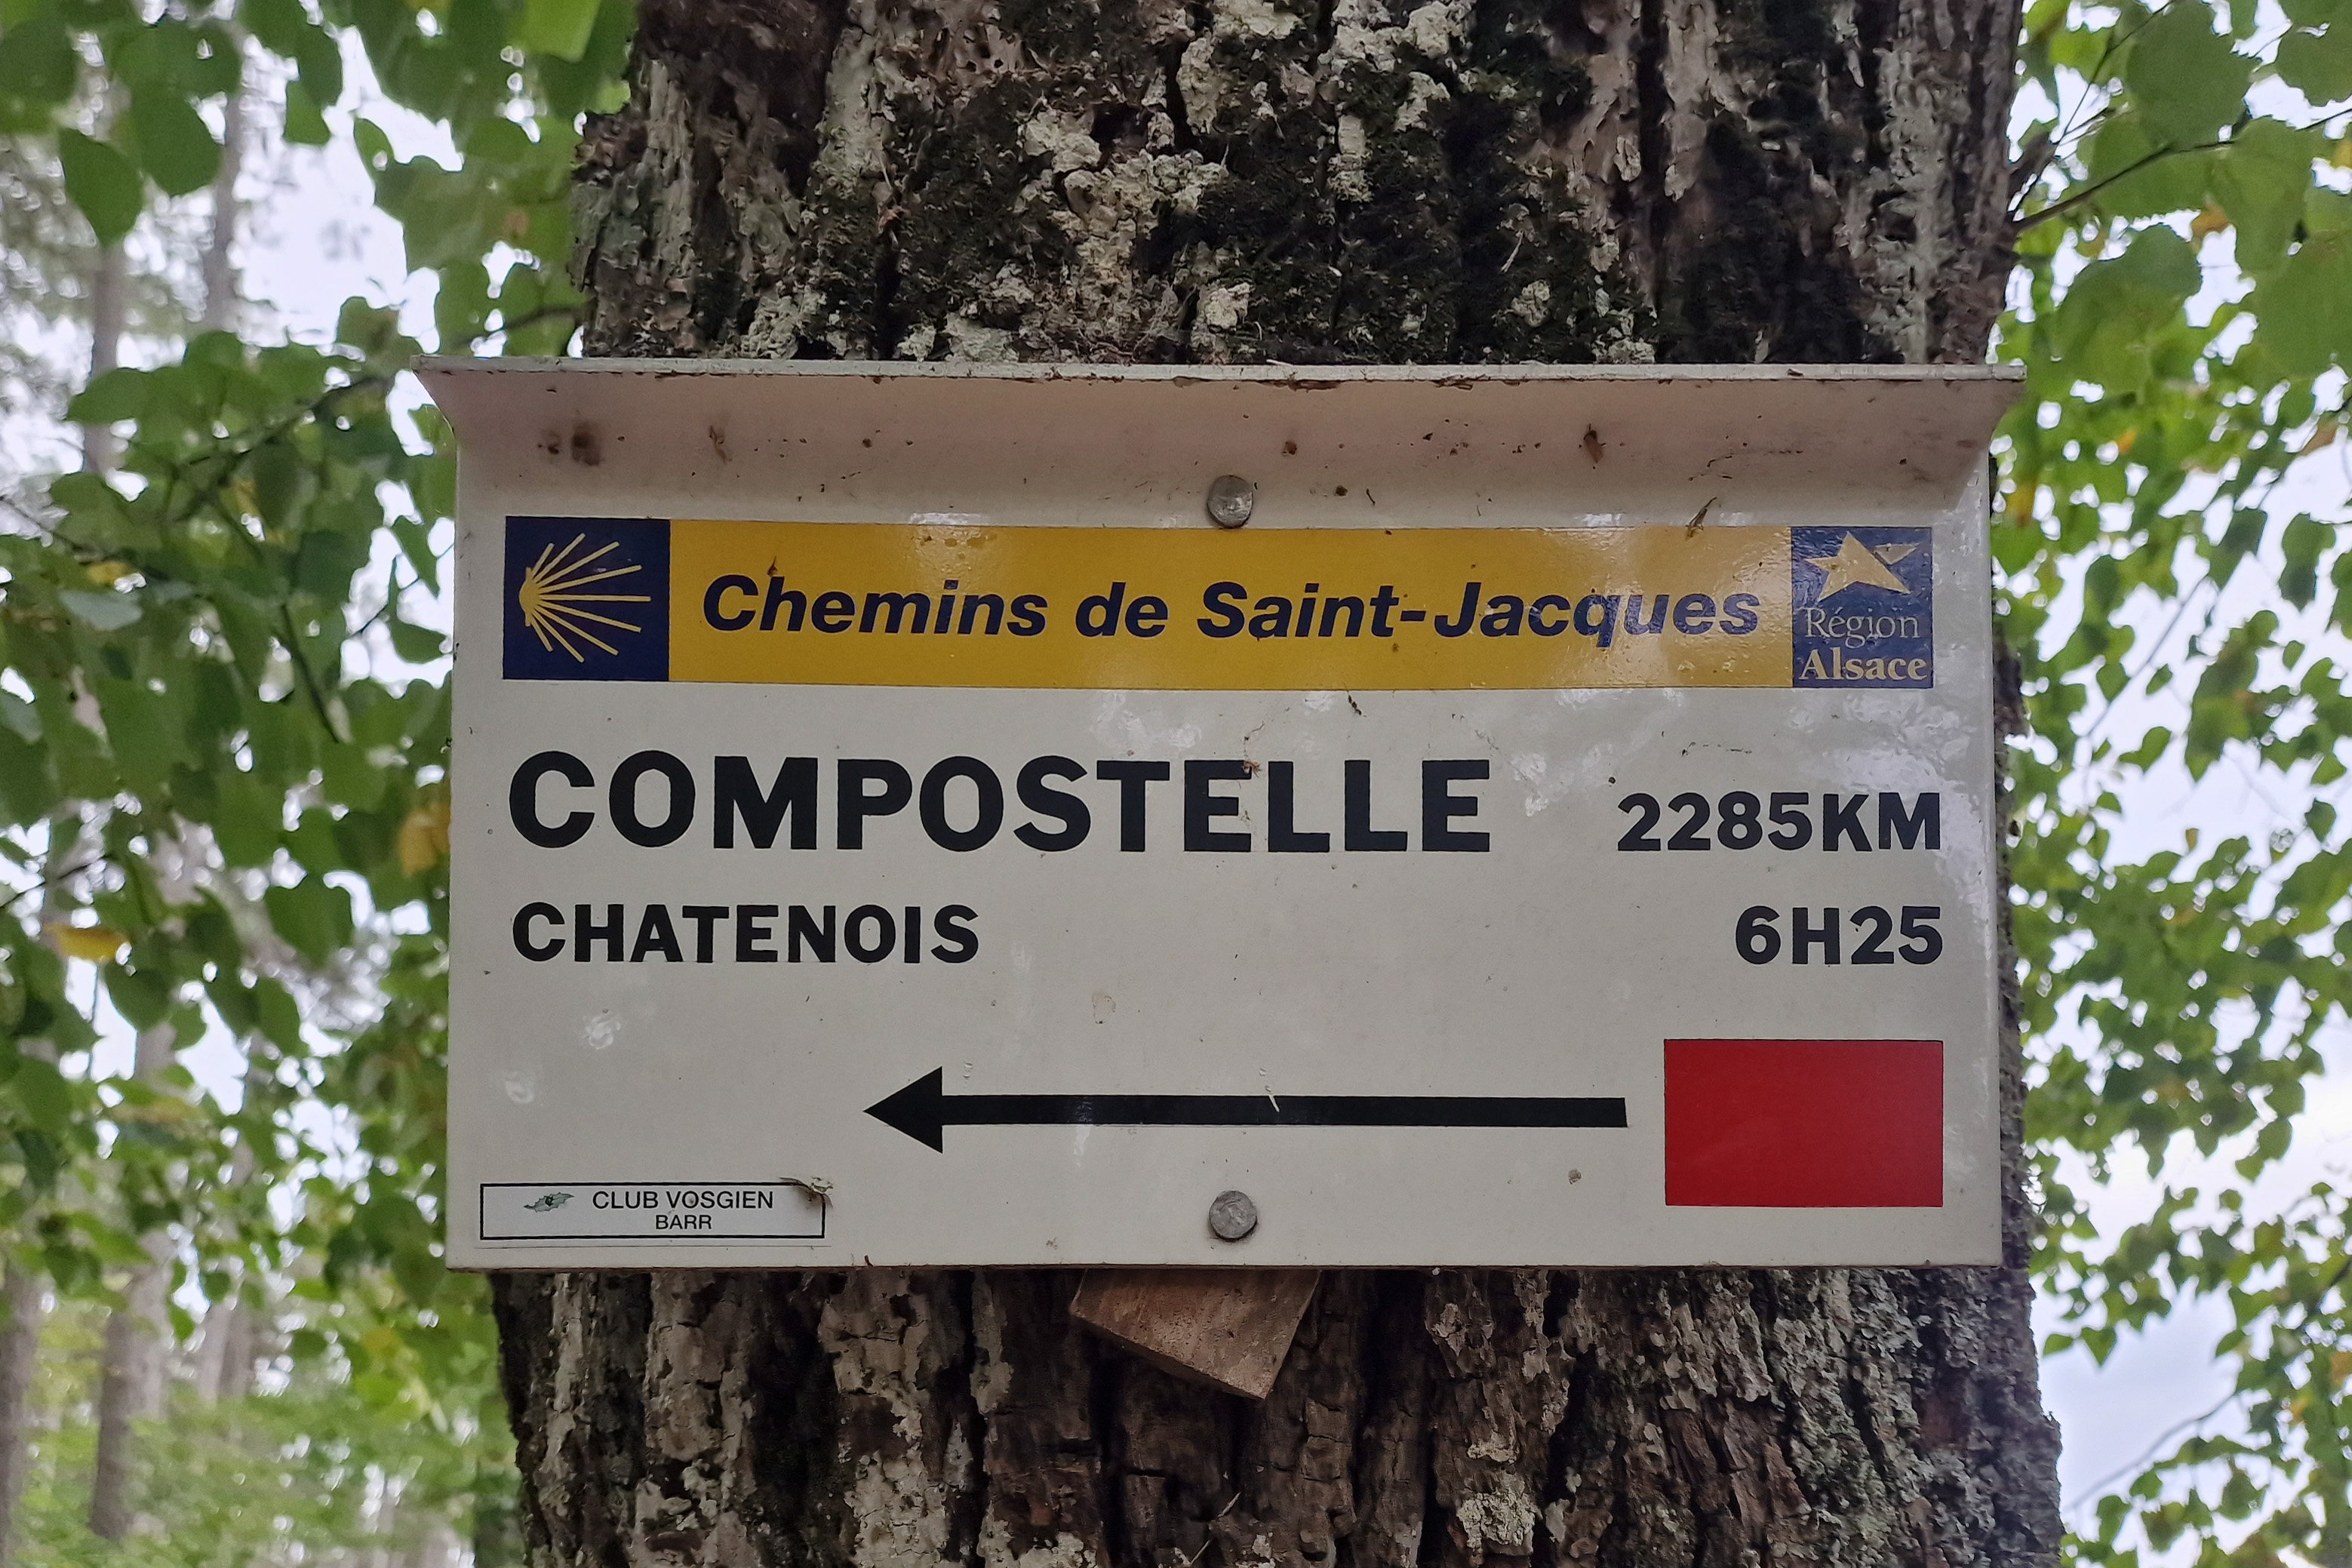 Chemins de Saint-Jacques
Région
Alsace
COMPOSTELLE 2285KM
CHATENOIS 6H25
CLUB VOSGIEN
BARR